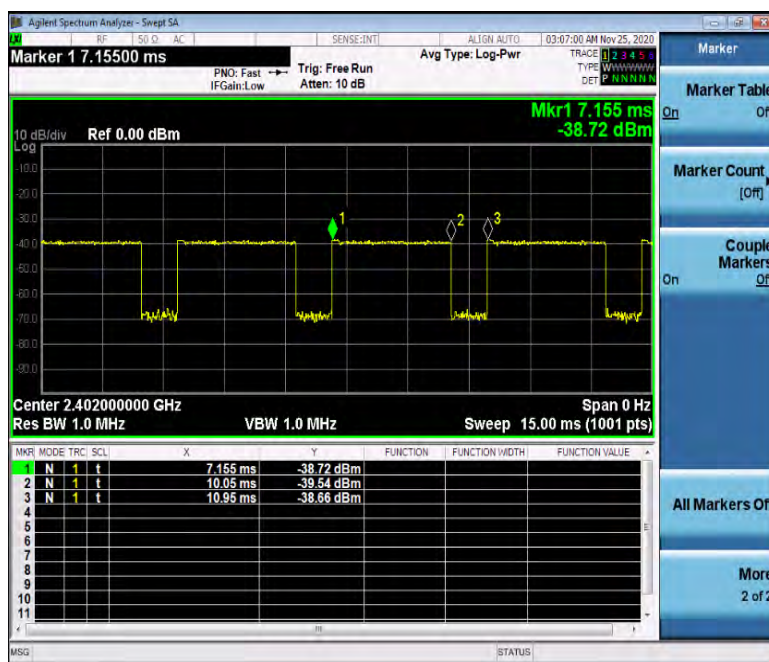 Agilent Spectrum Analyzer - Swept SA
LXI RF 50 Ω AC SENSE:INT ALIGN AUTO 03:07:00 AM Nov 25, 2020
Marker 1 7.15500 ms
PNO: Fast
IFGain:Low
Trig: Free Run
Atten: 10 dB
Avg Type: Log-Pwr
TRACE 1 2 3 4 5 6
TYPE WWWWWW
DET P N N N N N
Mkr1 7.155 ms
-38.72 dBm
10 dB/div Ref 0.00 dBm
Log
-10.0
-20.0
-30.0
-40.0
-50.0
-60.0
-70.0
-80.0
-90.0
1
2
3
Center 2.402000000 GHz Span 0 Hz
Res BW 1.0 MHz VBW 1.0 MHz Sweep 15.00 ms (1001 pts)
MKR MODE TRC SCL X Y FUNCTION FUNCTION WIDTH FUNCTION VALUE
1 N 1 t 7.155 ms -38.72 dBm
2 N 1 t 10.05 ms -39.54 dBm
3 N 1 t 10.95 ms -38.66 dBm
4
5
6
7
8
9
10
11
MSG STATUS
Marker
Marker Table
On Of
Marker Count
[Off]
Couple
Markers
On Of
All Markers Of
More
2 of 2